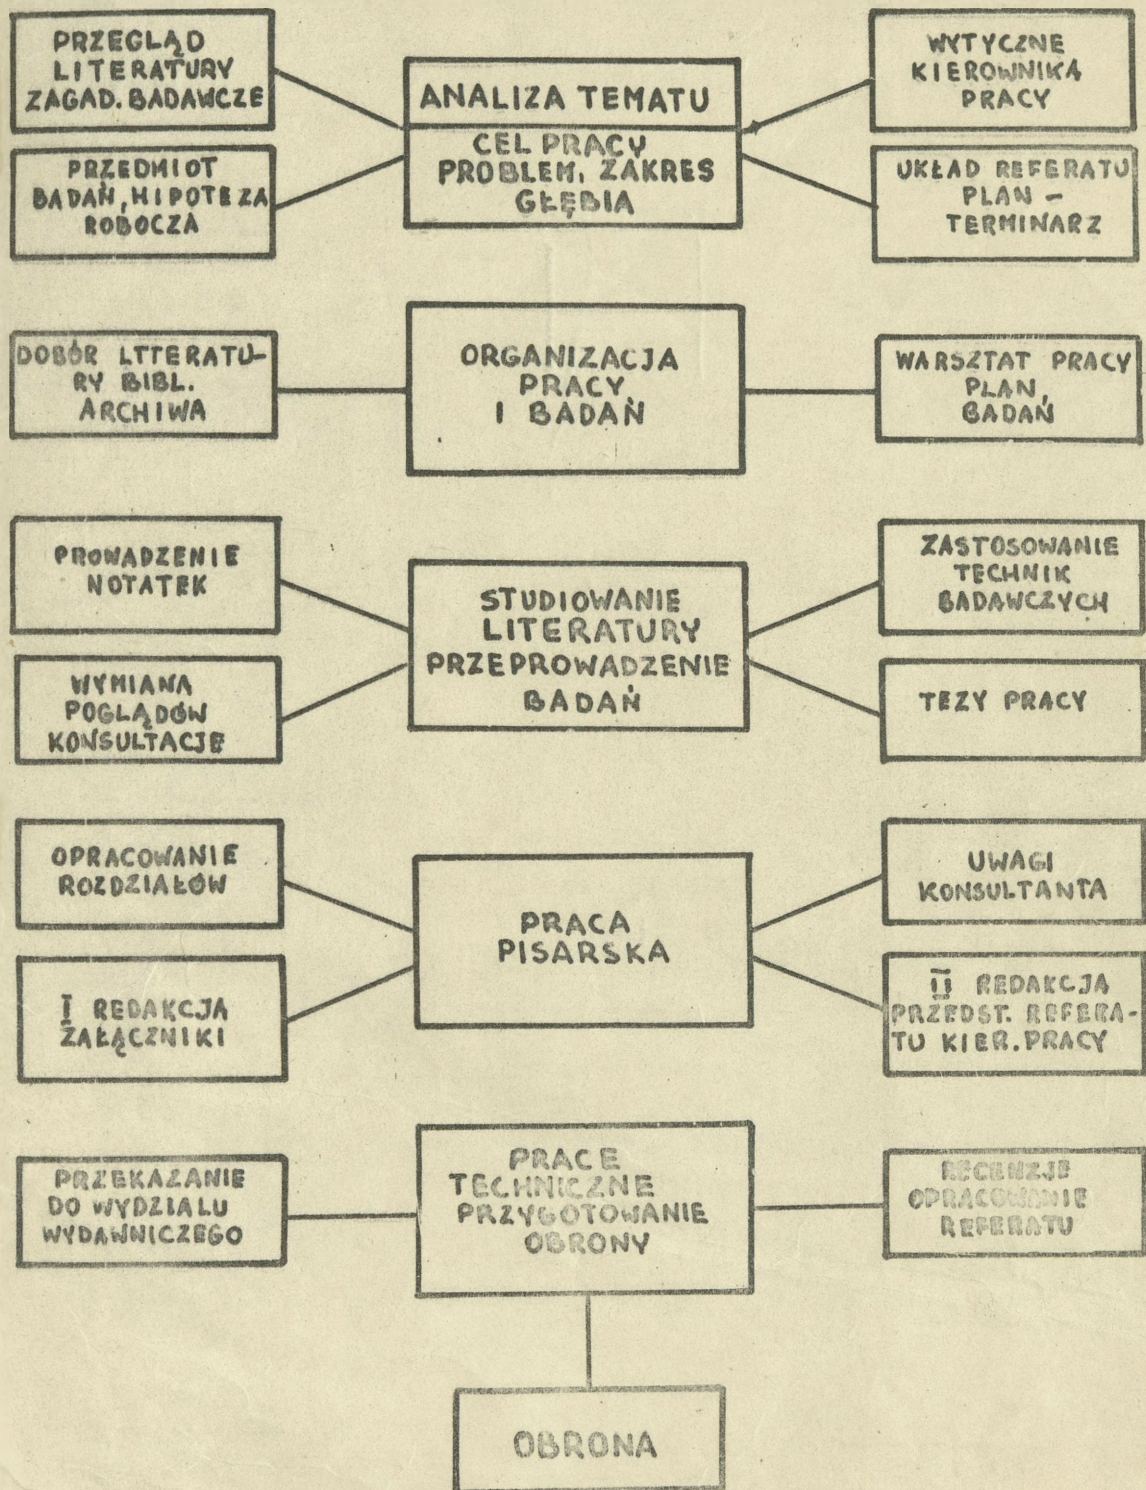 PRZEGLĄD
LITERATURY
ZAGAD. BADAWCZE
PRZEDMIOT
BADAŃ, HIPOTEZA
ROBOCZA
ANALIZA TEMATU
CEL PRACY
PROBLEM, ZAKRES
GŁĘBIA
WYTYCZNE
KIEROWNIKA
PRACY
UKŁAD REFERATU
PLAN –
TERMINARZ
DOBÓR LTTERATU-
RY BIBL.
ARCHIWA
ORGANIZACJA
PRACY
I BADAŃ
WARSZTAT PRACY
PLAN,
BADAŃ
PROWADZENIE
NOTATEK
WYMIANA
POGLĄDÓW
KONSULTACJE
STUDIOWANIE
LITERATURY
PRZEPROWADZENIE
BADAŃ
ZASTOSOWANIE
TECHNIK
BADAWCZYCH
TEZY PRACY
OPRACOWANIE
ROZDZIAŁÓW
I REDAKCJA
ZAŁĄCZNIKI
PRACA
PISARSKA
UWAGI
KONSULTANTA
II REDAKCJA
PRZEDST. REFERA-
TU KIER. PRACY
PRZEKAZANIE
DO WYDZIALU
WYDAWNICZEGO
PRACE
TECHNICZNE
PRZYGOTOWANIE
OBRONY
RECENZJE
OPRACOWANIE
REFERATU
OBRONA